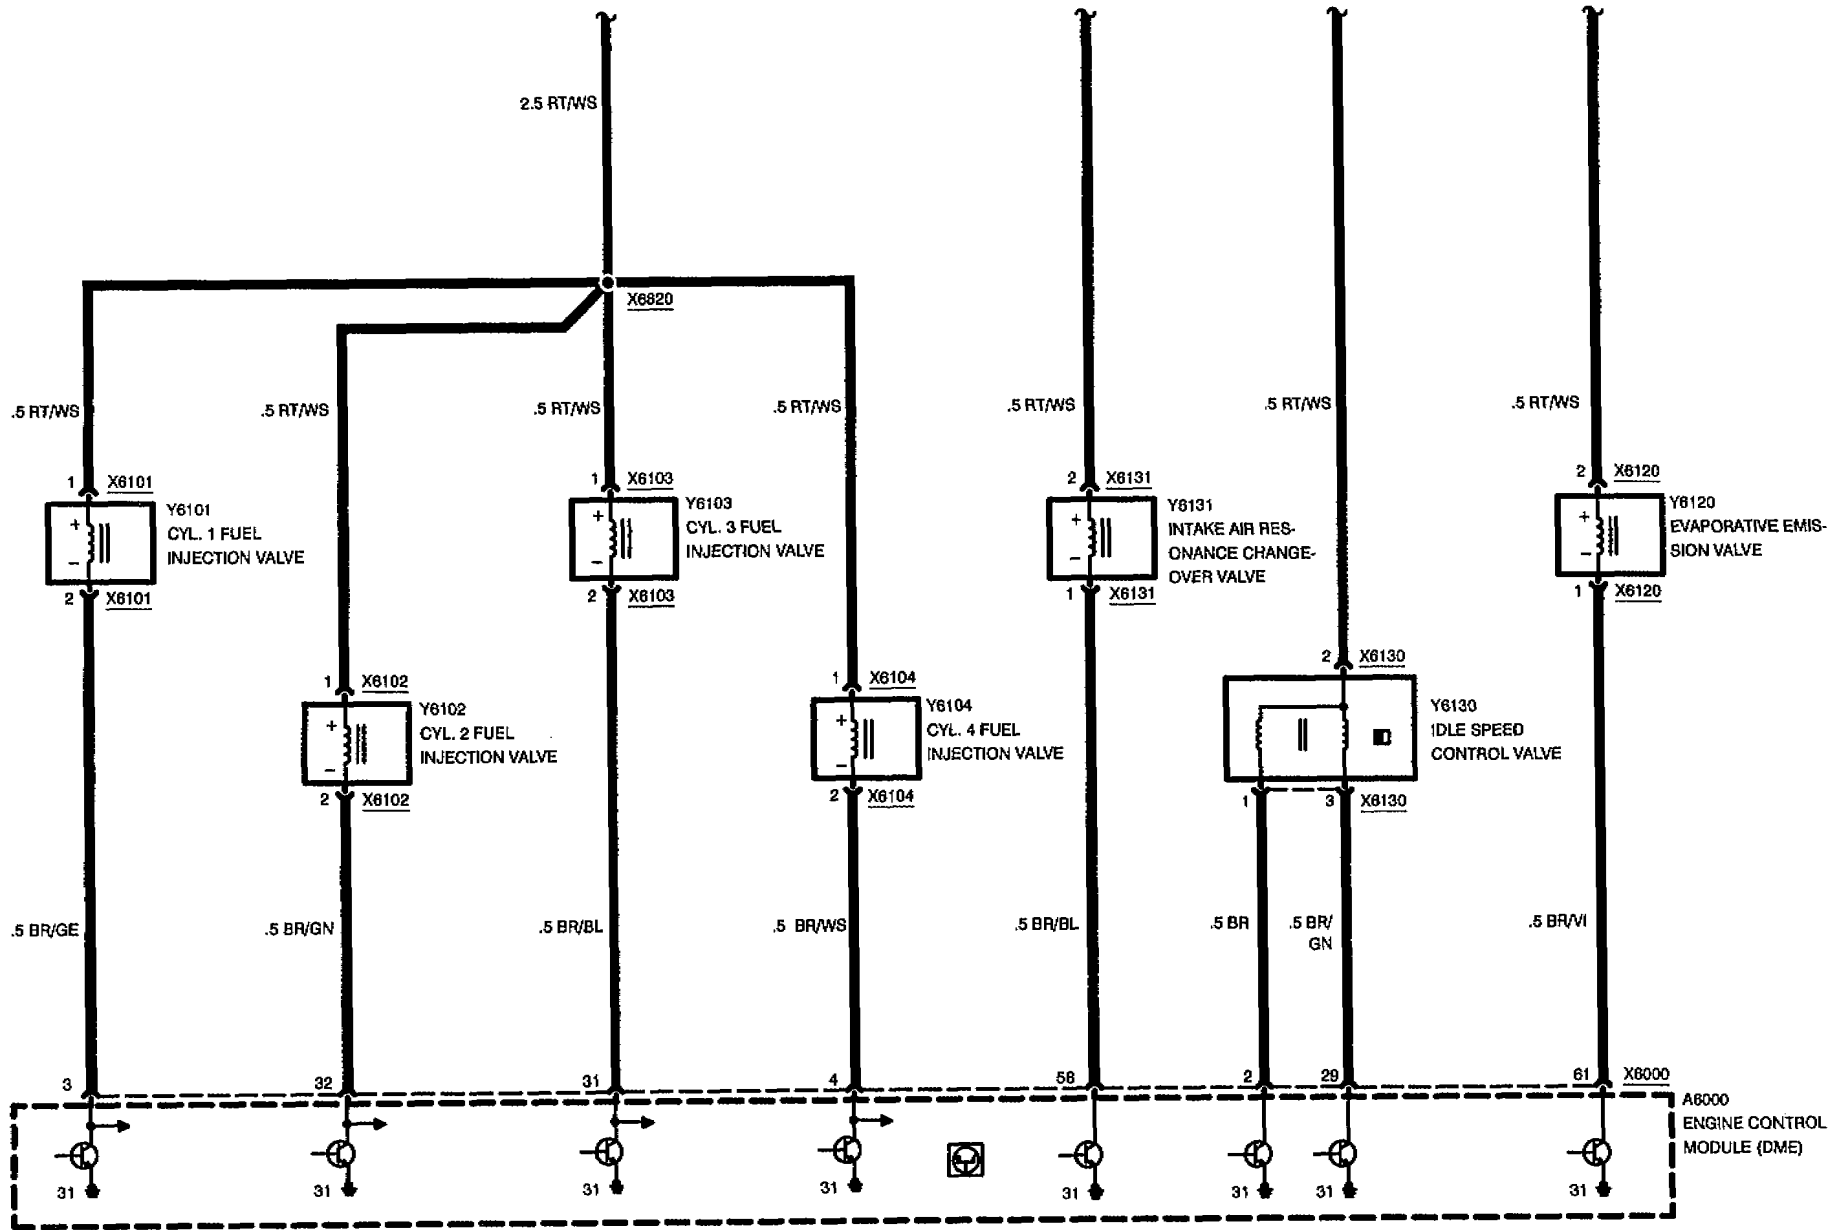 2.5 RT/WS
X6820
.5 RT/WS
.5 RT/WS
.5 RT/WS
.5 RT/WS
.5 RT/WS
.5 RT/WS
.5 RT/WS
1 X6101
Y6101
CYL. 1 FUEL
INJECTION VALVE
+
−
2 X6101
1 X6103
Y6103
CYL. 3 FUEL
INJECTION VALVE
+
−
2 X6103
2 X6131
Y6131
INTAKE AIR RES-
ONANCE CHANGE-
OVER VALVE
+
−
1 X6131
2 X6120
Y6120
EVAPORATIVE EMIS-
SION VALVE
+
−
1 X6120
1 X6102
Y6102
CYL. 2 FUEL
INJECTION VALVE
+
−
2 X6102
1 X6104
Y6104
CYL. 4 FUEL
INJECTION VALVE
+
−
2 X6104
2 X6130
Y6130
IDLE SPEED
CONTROL VALVE
1 3 X6130
.5 BR/GE
.5 BR/GN
.5 BR/BL
.5 BR/WS
.5 BR/BL
.5 BR
.5 BR/
GN
.5 BR/VI
3 32 31 4 58 2 29 61 X6000
A6000
ENGINE CONTROL
MODULE (DME)
31 31 31 31 31 31 31 31